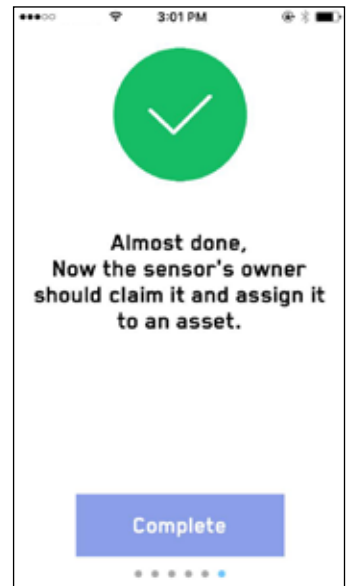 3:01 PM
Almost done,
Now the sensor's owner
should claim it and assign it
to an asset.
Complete